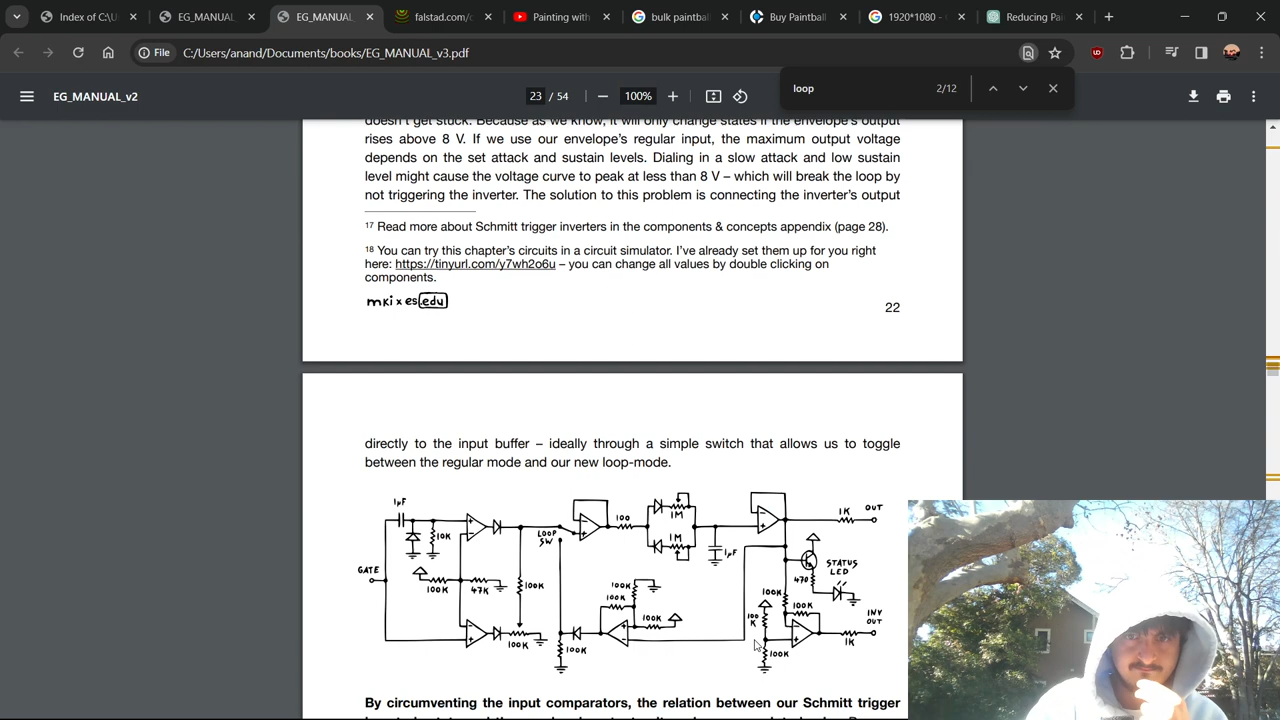 Index of C:\U
EG_MANUAL
EG_MANUAL
falstad.com/c
Painting with
bulk paintball
Buy Paintball
1920*1080 -
Reducing Pai
File C:/Users/anand/Documents/books/EG_MANUAL_v3.pdf
loop 2/12
EG_MANUAL_v2 23 / 54 100%
doesn't get stuck. Because as we know, it will only change states if the envelope's output
rises above 8 V. If we use our envelope's regular input, the maximum output voltage
depends on the set attack and sustain levels. Dialing in a slow attack and low sustain
level might cause the voltage curve to peak at less than 8 V – which will break the loop by
not triggering the inverter. The solution to this problem is connecting the inverter's output
17 Read more about Schmitt trigger inverters in the components & concepts appendix (page 28).
18 You can try this chapter's circuits in a circuit simulator. I've already set them up for you right
here: https://tinyurl.com/y7wh2o6u – you can change all values by double clicking on
components.
mki x es.edu
22
directly to the input buffer – ideally through a simple switch that allows us to toggle
between the regular mode and our new loop-mode.
1µF
10K
GATE
100K
47K
100K
100K
LOOP
SW
100
1M
1M
1µF
100K
100K
100K
100K
1K
OUT
STATUS
LED
470
100K
100K
100
K
100K
INV
OUT
1K
By circumventing the input comparators, the relation between our Schmitt trigger